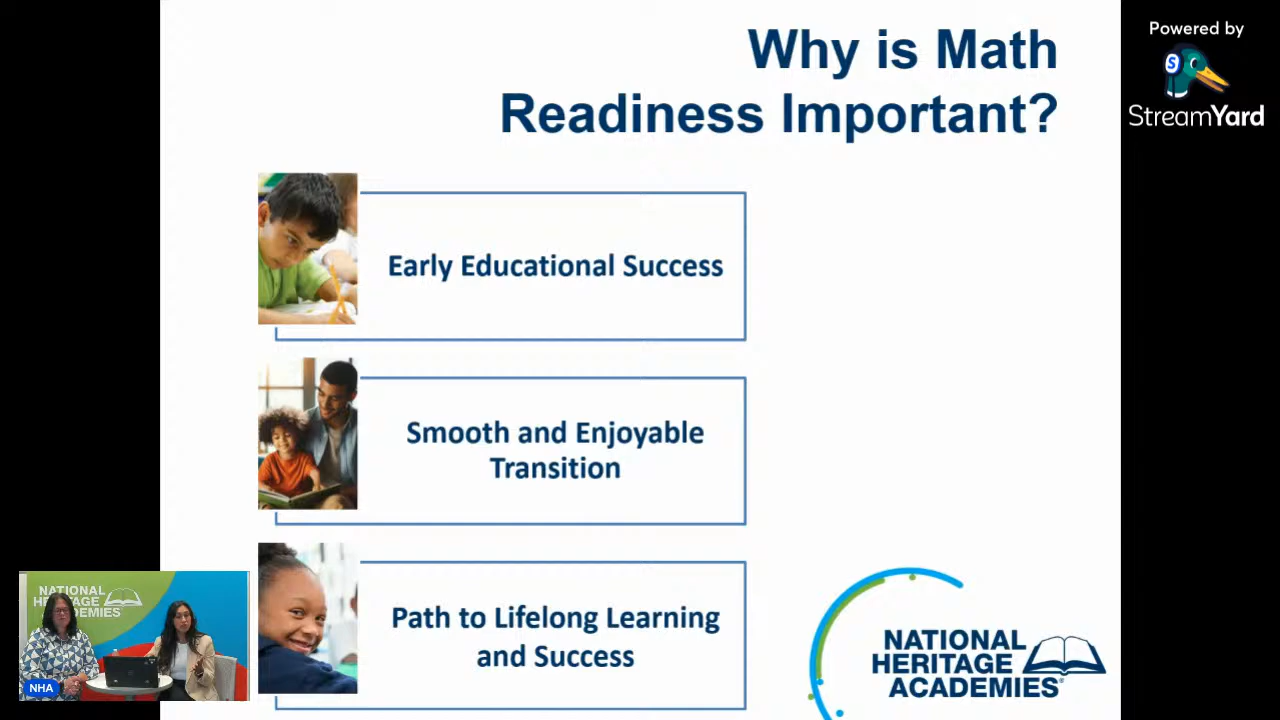 Why is Math
Readiness Important?
Powered by
S
StreamYard
Early Educational Success
Smooth and Enjoyable
Transition
Path to Lifelong Learning
and Success
NATIONAL
HERITAGE
ACADEMIES
NHA
NATIONAL
HERITAGE
ACADEMIES®